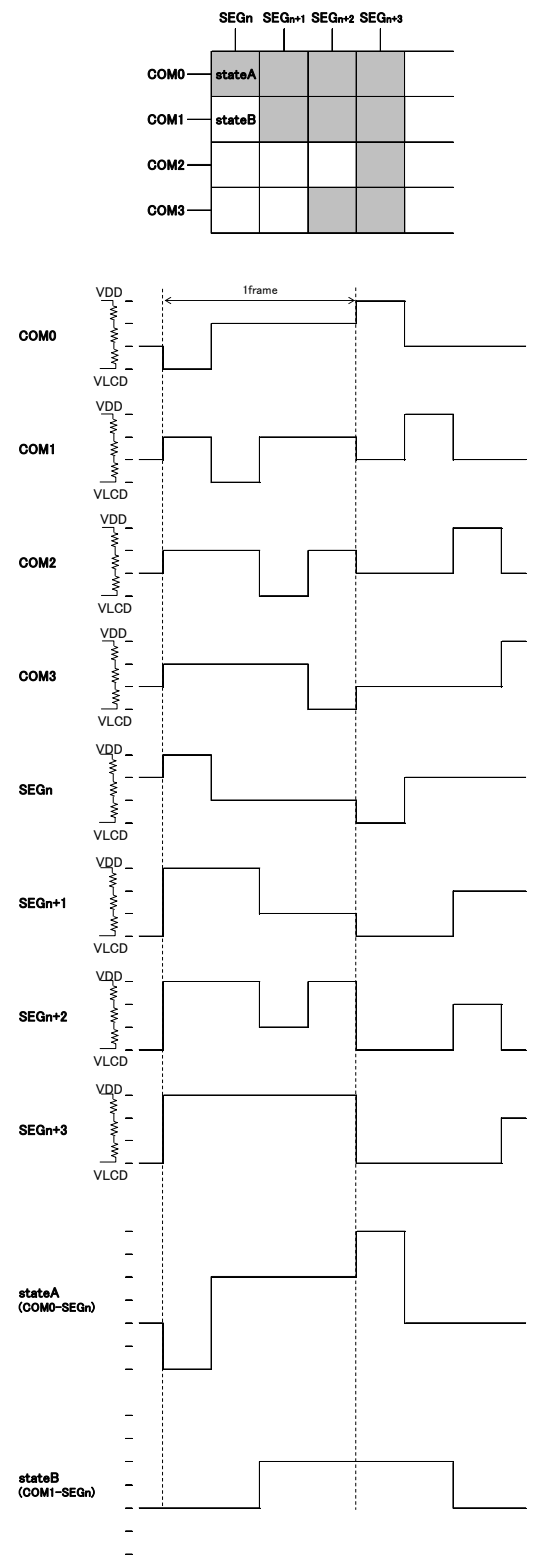 SEGn SEGn+1 SEGn+2 SEGn+3
COM0 stateA
COM1 stateB
COM2
COM3
VDD 1frame
COM0
VLCD
VDD
COM1
VLCD
VDD
COM2
VLCD
VDD
COM3
VLCD
VDD
SEGn
VLCD
VDD
SEGn+1
VLCD
VDD
SEGn+2
VLCD
VDD
SEGn+3
VLCD
stateA
(COM0-SEGn)
stateB
(COM1-SEGn)